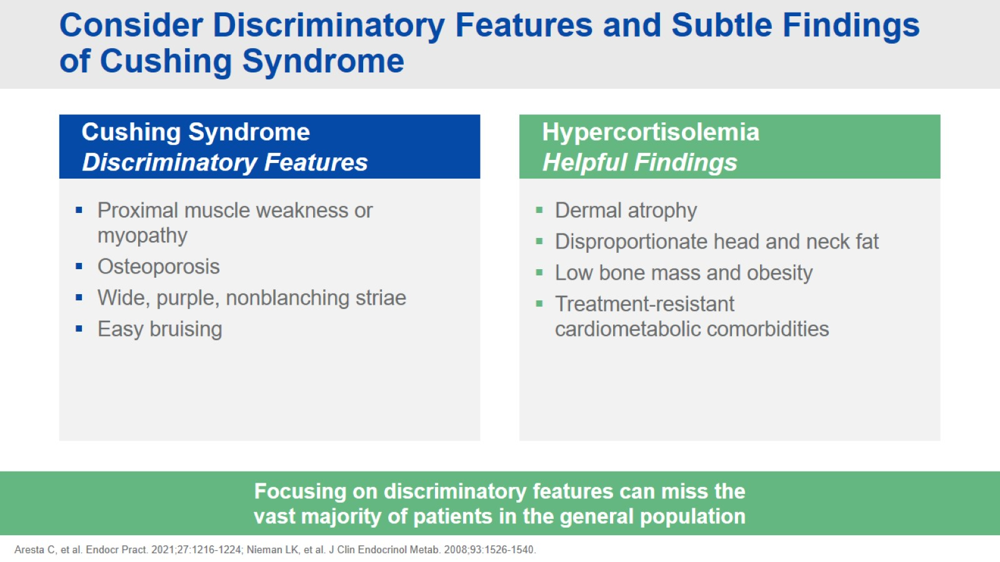 Consider Discriminatory Features and Subtle Findings
of Cushing Syndrome
Cushing Syndrome
Discriminatory Features
▪ Proximal muscle weakness or
myopathy
▪ Osteoporosis
▪ Wide, purple, nonblanching striae
▪ Easy bruising
Hypercortisolemia
Helpful Findings
▪ Dermal atrophy
▪ Disproportionate head and neck fat
▪ Low bone mass and obesity
▪ Treatment-resistant
cardiometabolic comorbidities
Focusing on discriminatory features can miss the
vast majority of patients in the general population
Aresta C, et al. Endocr Pract. 2021;27:1216-1224; Nieman LK, et al. J Clin Endocrinol Metab. 2008;93:1526-1540.